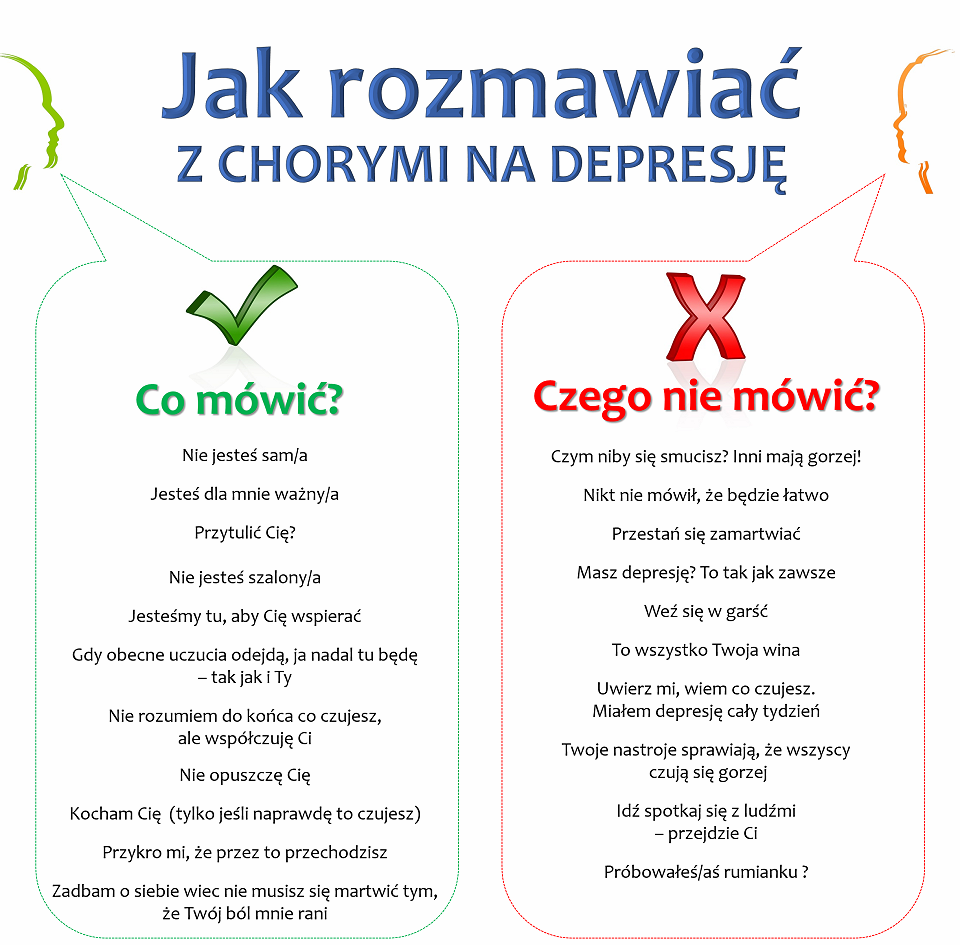 Jak rozmawiać
Z CHORYMI NA DEPRESJĘ
Co mówić?
Nie jesteś sam/a
Jesteś dla mnie ważny/a
Przytulić Cię?
Nie jesteś szalony/a
Jesteśmy tu, aby Cię wspierać
Gdy obecne uczucia odejdą, ja nadal tu będę
– tak jak i Ty
Nie rozumiem do końca co czujesz,
ale współczuję Ci
Nie opuszczę Cię
Kocham Cię (tylko jeśli naprawdę to czujesz)
Przykro mi, że przez to przechodzisz
Zadbam o siebie wiec nie musisz się martwić tym,
że Twój ból mnie rani
Czego nie mówić?
Czym niby się smucisz? Inni mają gorzej!
Nikt nie mówił, że będzie łatwo
Przestań się zamartwiać
Masz depresję? To tak jak zawsze
Weź się w garść
To wszystko Twoja wina
Uwierz mi, wiem co czujesz.
Miałem depresję cały tydzień
Twoje nastroje sprawiają, że wszyscy
czują się gorzej
Idź spotkaj się z ludźmi
– przejdzie Ci
Próbowałeś/aś rumianku ?